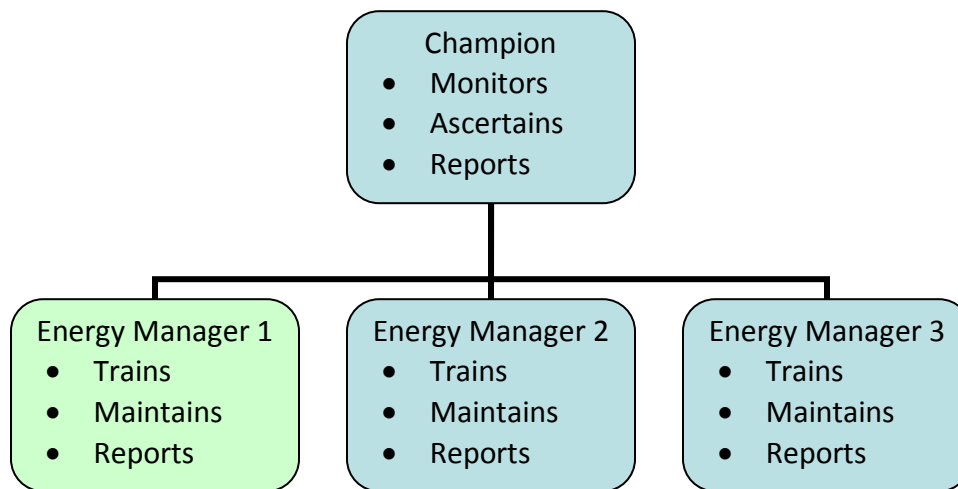 Champion
• Monitors
• Ascertains
• Reports
Energy Manager 1
• Trains
• Maintains
• Reports
Energy Manager 2
• Trains
• Maintains
• Reports
Energy Manager 3
• Trains
• Maintains
• Reports